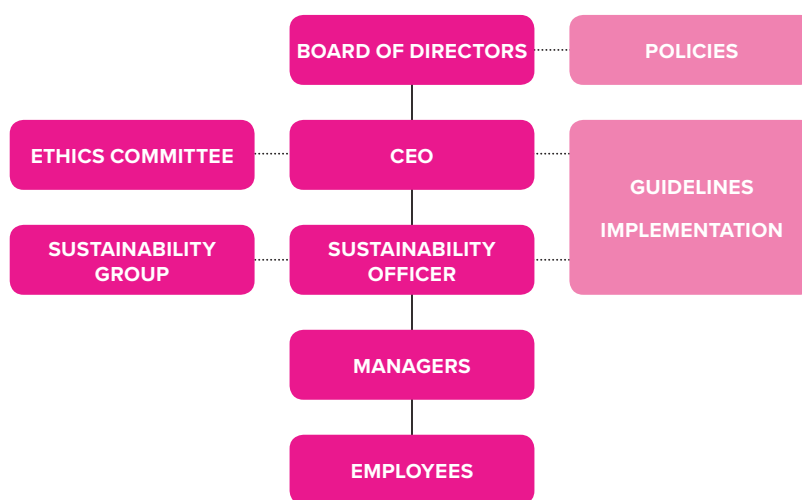 BOARD OF DIRECTORS
POLICIES
ETHICS COMMITTEE
CEO
GUIDELINES
IMPLEMENTATION
SUSTAINABILITY
GROUP
SUSTAINABILITY
OFFICER
MANAGERS
EMPLOYEES